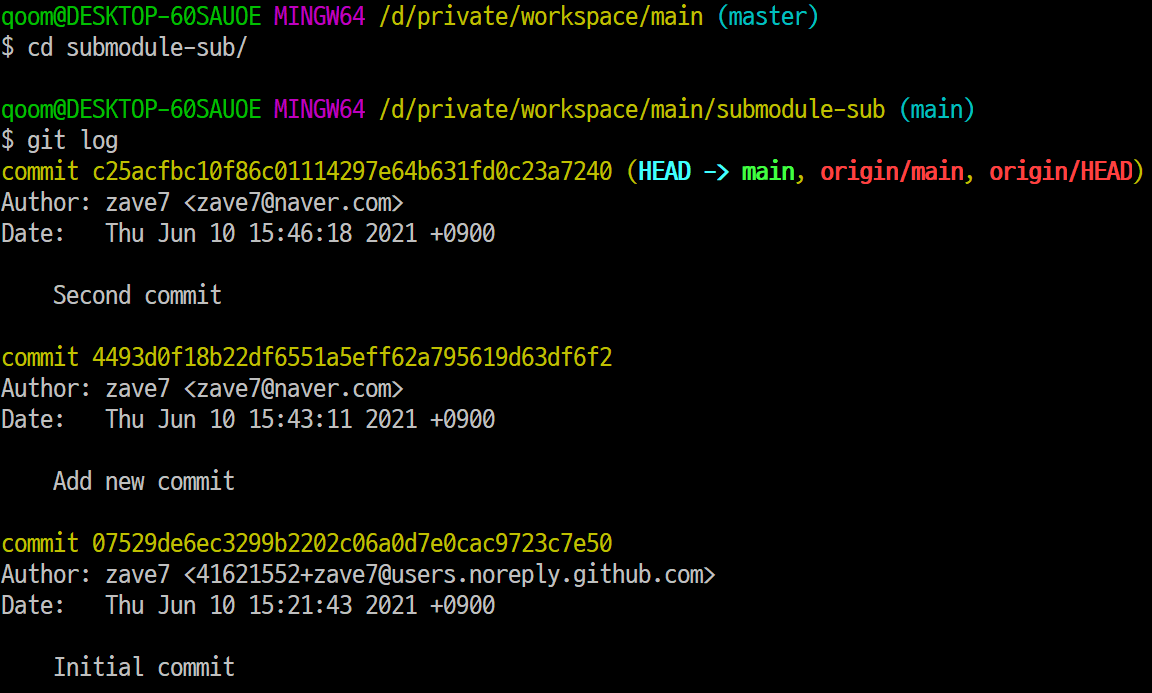 qoom@DESKTOP-60SAUOE MINGW64 /d/private/workspace/main (master)
$ cd submodule-sub/
qoom@DESKTOP-60SAUOE MINGW64 /d/private/workspace/main/submodule-sub (main)
$ git log
commit c25acfbc10f86c01114297e64b631fd0c23a7240 (HEAD -> main, origin/main, origin/HEAD)
Author: zave7 <zave7@naver.com>
Date:   Thu Jun 10 15:46:18 2021 +0900
    Second commit
commit 4493d0f18b22df6551a5eff62a795619d63df6f2
Author: zave7 <zave7@naver.com>
Date:   Thu Jun 10 15:43:11 2021 +0900
    Add new commit
commit 07529de6ec3299b2202c06a0d7e0cac9723c7e50
Author: zave7 <41621552+zave7@users.noreply.github.com>
Date:   Thu Jun 10 15:21:43 2021 +0900
    Initial commit